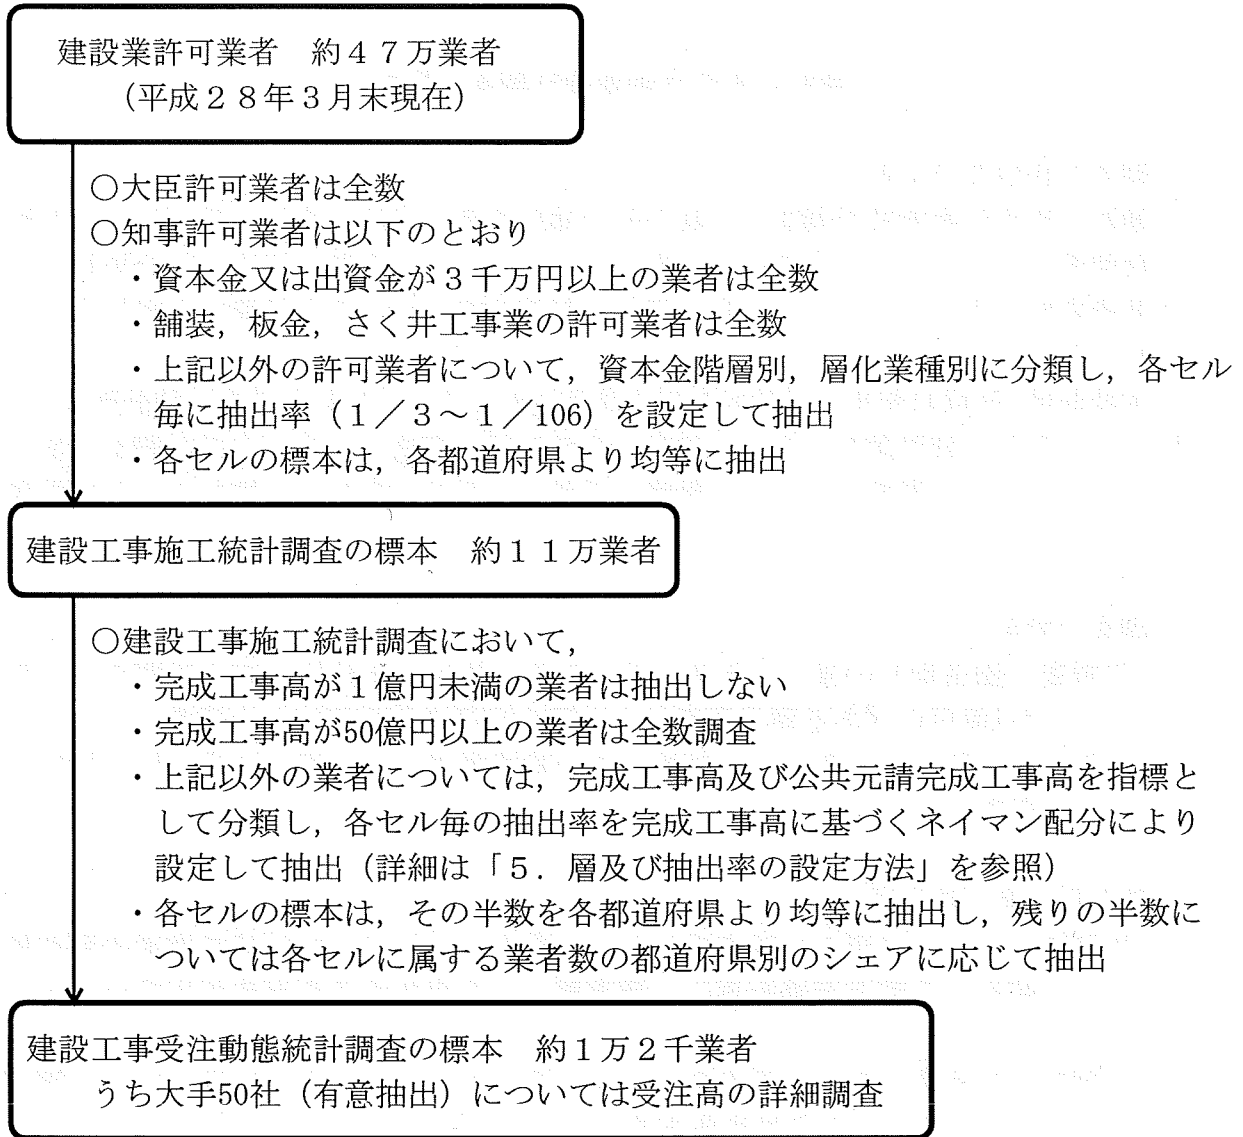 建設業許可業者　約４７万業者
（平成２８年３月末現在）
○大臣許可業者は全数
○知事許可業者は以下のとおり
・資本金又は出資金が３千万円以上の業者は全数
・舗装，板金，さく井工事業の許可業者は全数
・上記以外の許可業者について，資本金階層別，層化業種別に分類し，各セル
毎に抽出率（１／３～１／106）を設定して抽出
・各セルの標本は，各都道府県より均等に抽出
建設工事施工統計調査の標本　約１１万業者
○建設工事施工統計調査において，
・完成工事高が１億円未満の業者は抽出しない
・完成工事高が50億円以上の業者は全数調査
・上記以外の業者については，完成工事高及び公共元請完成工事高を指標と
して分類し，各セル毎の抽出率を完成工事高に基づくネイマン配分により
設定して抽出（詳細は「５．層及び抽出率の設定方法」を参照）
・各セルの標本は，その半数を各都道府県より均等に抽出し，残りの半数に
ついては各セルに属する業者数の都道府県別のシェアに応じて抽出
建設工事受注動態統計調査の標本　約１万２千業者
うち大手50社（有意抽出）については受注高の詳細調査